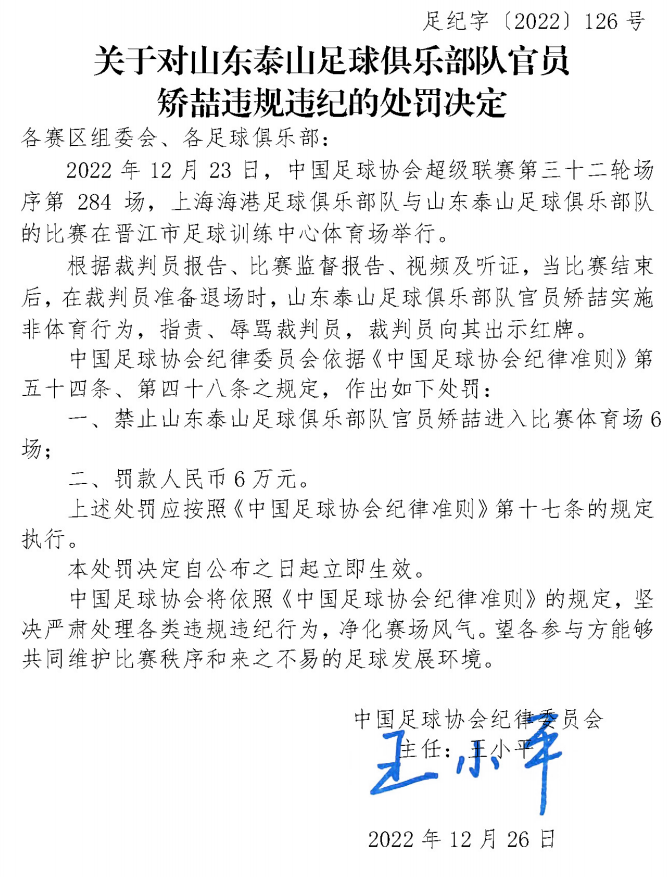 足纪字〔2022〕126 号
关于对山东泰山足球俱乐部队官员
矫喆违规违纪的处罚决定
各赛区组委会、各足球俱乐部：
2022 年 12 月 23 日，中国足球协会超级联赛第三十二轮场
序第 284 场，上海海港足球俱乐部队与山东泰山足球俱乐部队
的比赛在晋江市足球训练中心体育场举行。
根据裁判员报告、比赛监督报告、视频及听证，当比赛结束
后，在裁判员准备退场时，山东泰山足球俱乐部队官员矫喆实施
非体育行为，指责、辱骂裁判员，裁判员向其出示红牌。
中国足球协会纪律委员会依据《中国足球协会纪律准则》第
五十四条、第四十八条之规定，作出如下处罚：
一、禁止山东泰山足球俱乐部队官员矫喆进入比赛体育场 6
场；
二、罚款人民币 6 万元。
上述处罚应按照《中国足球协会纪律准则》第十七条的规定
执行。
本处罚决定自公布之日起立即生效。
中国足球协会将依照《中国足球协会纪律准则》的规定，坚
决严肃处理各类违规违纪行为，净化赛场风气。望各参与方能够
共同维护比赛秩序和来之不易的足球发展环境。
中国足球协会纪律委员会
主任：王小平
王小平
2022 年 12 月 26 日